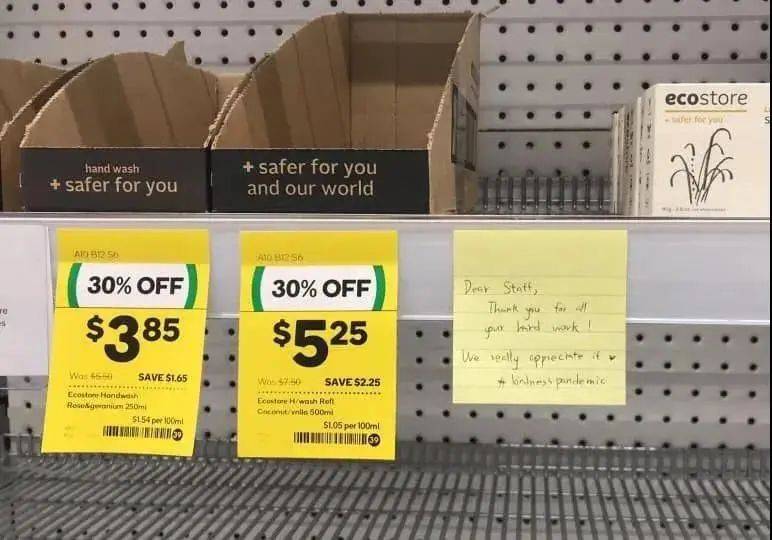 hand wash
+ safer for you
+ safer for you
and our world
ecostore
+ safer for you
A10 B12 S6
30% OFF
$3.85
Was $5.50 SAVE $1.65
Ecostore Handwash
Rose&geranium 250ml
$1.54 per 100ml
39
A10 B12 S6
30% OFF
$5.25
Was $7.50 SAVE $2.25
Ecostore H/wash Refl
Coconut/vnlla 500ml
$1.05 per 100ml
39
Dear Staff,
Thank you for all
your hard work!
We really appreciate it ♥
#kindnesspandemic